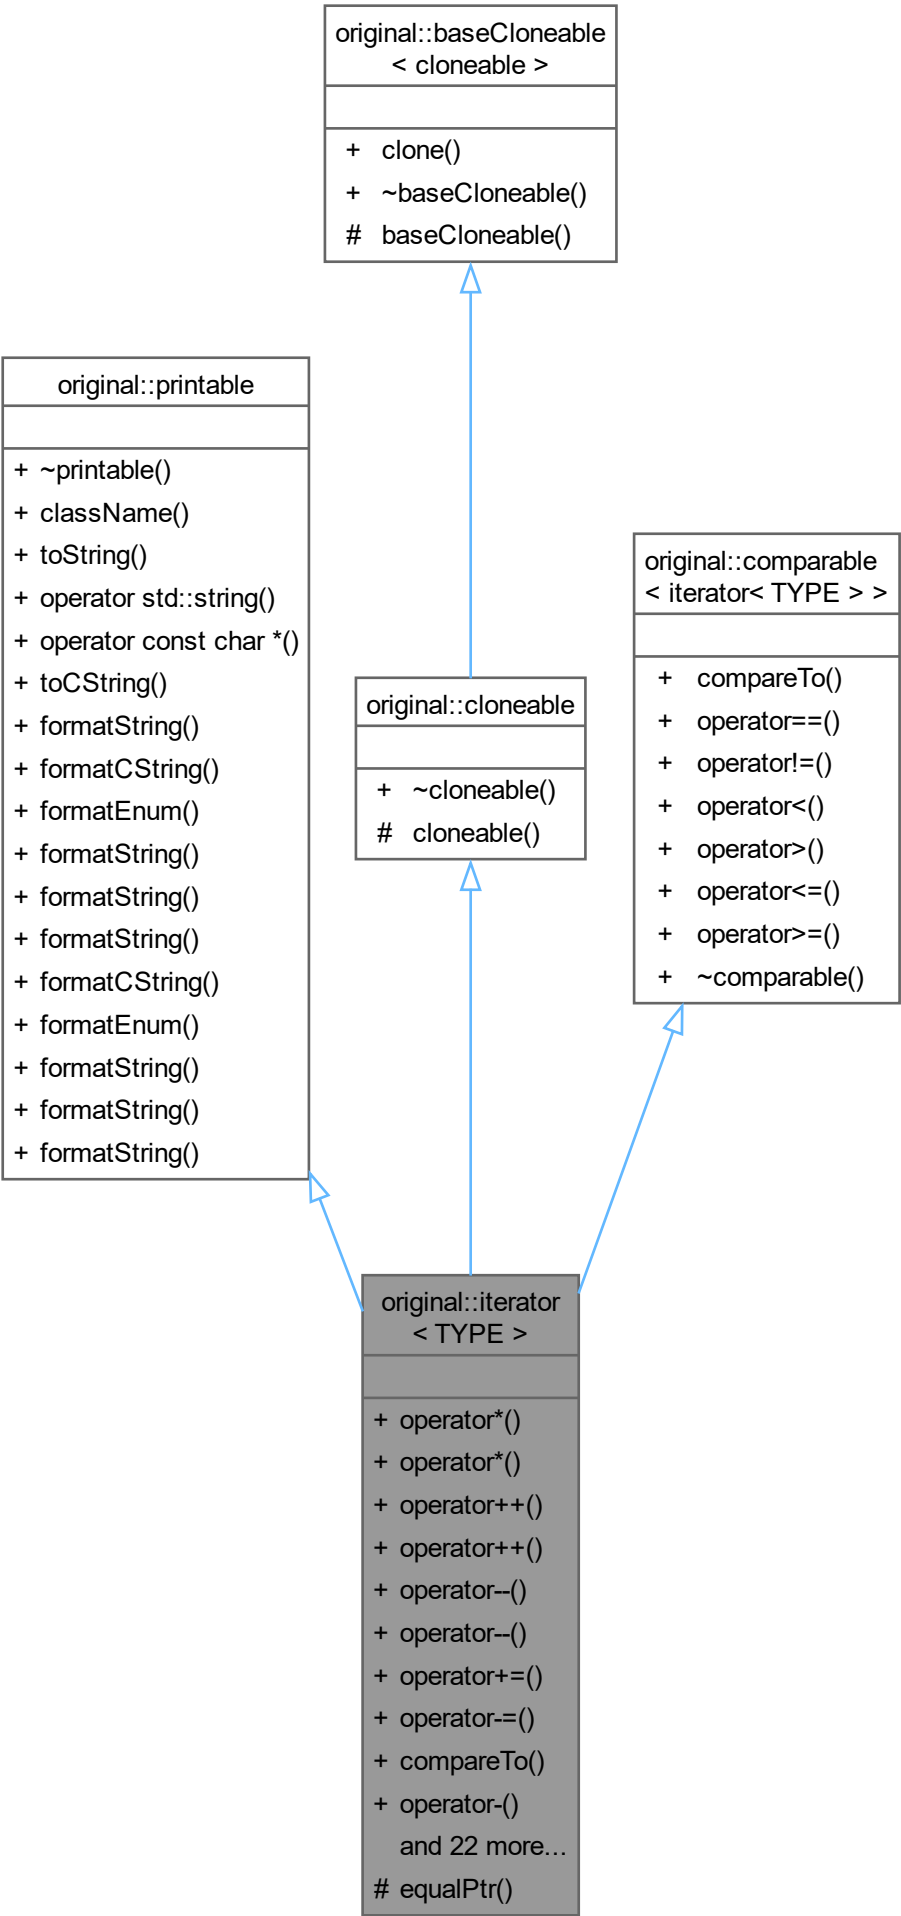 original::baseCloneable
< cloneable >
+ clone()
+ ~baseCloneable()
# baseCloneable()
original::printable
+ ~printable()
+ className()
+ toString()
+ operator std::string()
+ operator const char *()
+ toCString()
+ formatString()
+ formatCString()
+ formatEnum()
+ formatString()
+ formatString()
+ formatString()
+ formatCString()
+ formatEnum()
+ formatString()
+ formatString()
+ formatString()
original::cloneable
+ ~cloneable()
# cloneable()
original::comparable
< iterator< TYPE > >
+ compareTo()
+ operator==()
+ operator!=()
+ operator<()
+ operator>()
+ operator<=()
+ operator>=()
+ ~comparable()
original::iterator
< TYPE >
+ operator*()
+ operator*()
+ operator++()
+ operator++()
+ operator--()
+ operator--()
+ operator+=()
+ operator-=()
+ compareTo()
+ operator-()
and 22 more...
# equalPtr()